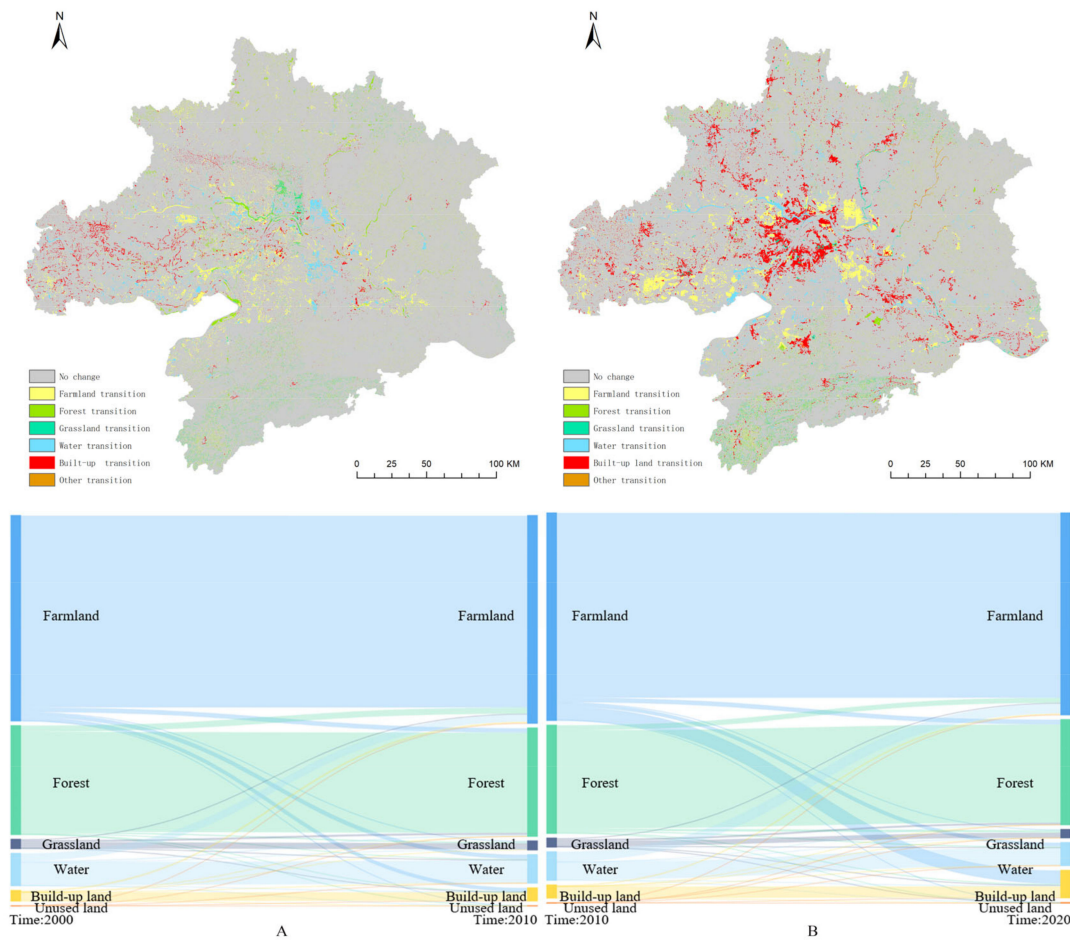 N
No change
Farmland transition
Forest transition
Grassland transition
Water transition
Built-up transition
Other transition
0 25 50 100 KM
N
No change
Farmland transition
Forest transition
Grassland transition
Water transition
Built-up land transition
Other transition
0 25 50 100 KM
Farmland Farmland
Forest Forest
Grassland Grassland
Water Water
Build-up land Build-up land
Unused land Unused land
Time:2000 Time:2010
A
Farmland Farmland
Forest Forest
Grassland Grassland
Water Water
Build-up land Build-up land
Unused land Unused land
Time:2010 Time:2020
B